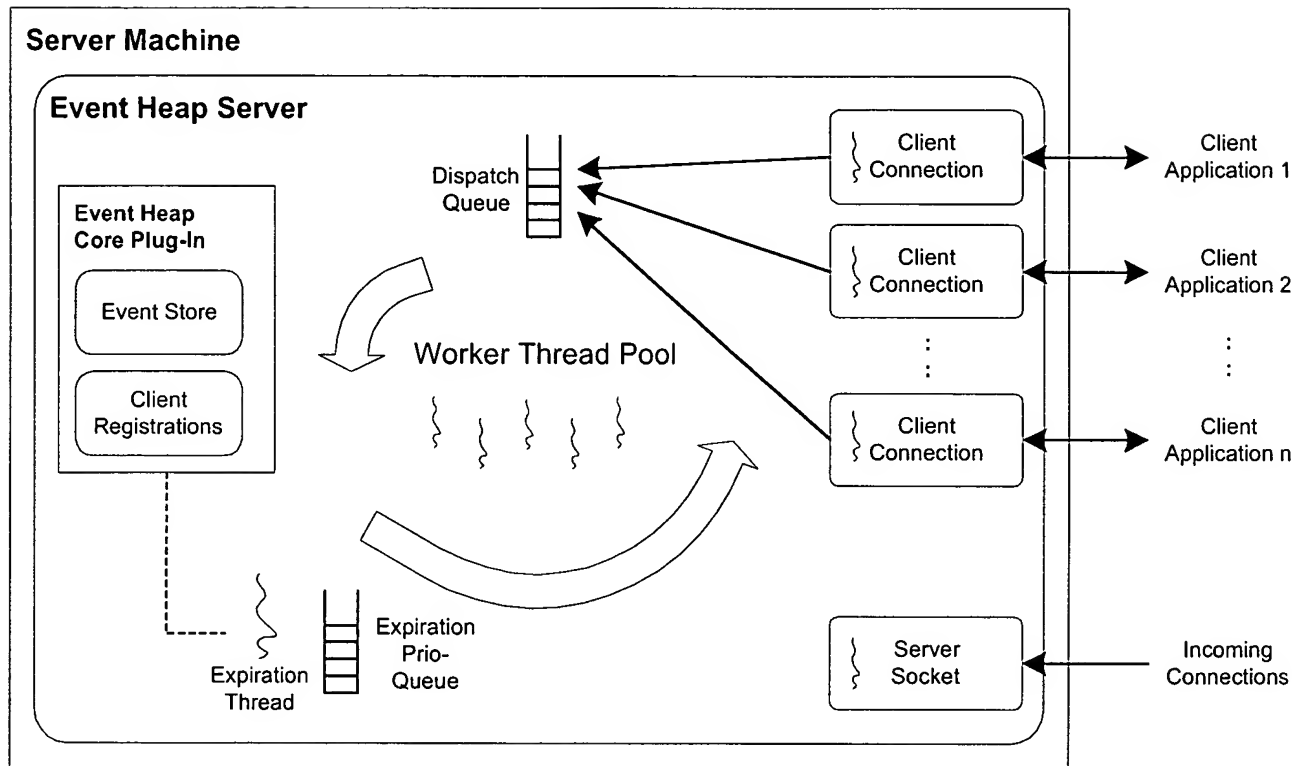 Server Machine
Event Heap Server
Event Heap
Core Plug-In
Event Store
Client
Registrations
Dispatch
Queue
Worker Thread Pool
Expiration
Thread
Expiration
Prio-
Queue
Client
Connection
Client
Connection
Client
Connection
Server
Socket
Client
Application 1
Client
Application 2
Client
Application n
Incoming
Connections